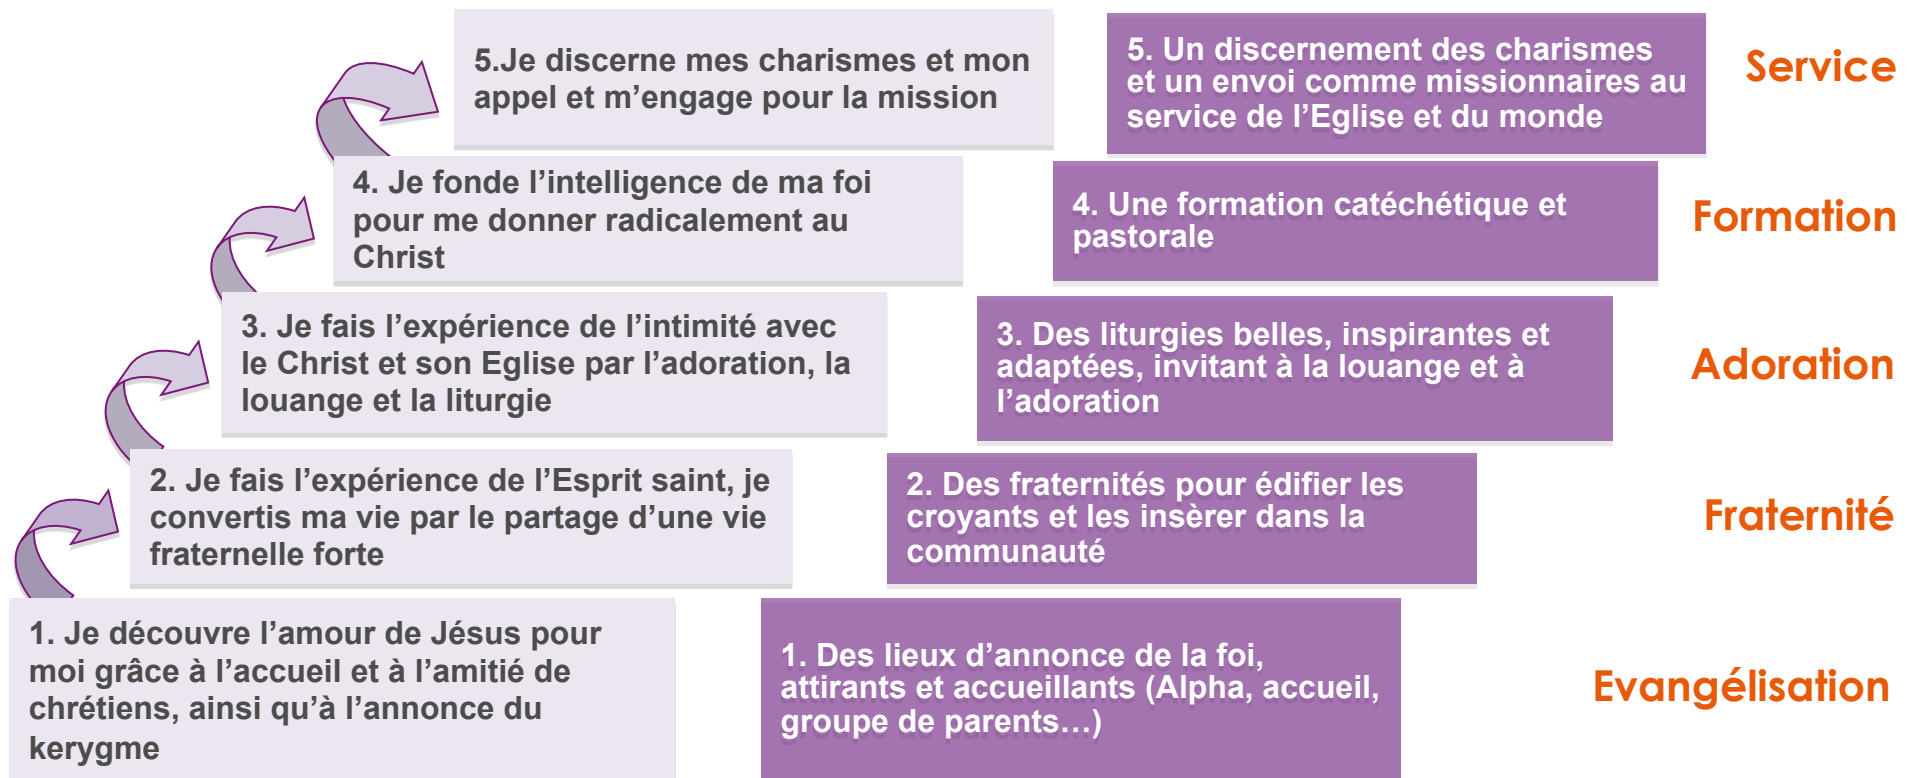 5.Je discerne mes charismes et mon
appel et m’engage pour la mission
5. Un discernement des charismes
et un envoi comme missionnaires au
service de l’Eglise et du monde
Service
4. Je fonde l’intelligence de ma foi
pour me donner radicalement au
Christ
4. Une formation catéchétique et
pastorale
Formation
3. Je fais l’expérience de l’intimité avec
le Christ et son Eglise par l’adoration, la
louange et la liturgie
3. Des liturgies belles, inspirantes et
adaptées, invitant à la louange et à
l’adoration
Adoration
2. Je fais l’expérience de l’Esprit saint, je
convertis ma vie par le partage d’une vie
fraternelle forte
2. Des fraternités pour édifier les
croyants et les insèrer dans la
communauté
Fraternité
1. Je découvre l’amour de Jésus pour
moi grâce à l’accueil et à l’amitié de
chrétiens, ainsi qu’à l’annonce du
kerygme
1. Des lieux d’annonce de la foi,
attirants et accueillants (Alpha, accueil,
groupe de parents…)
Evangélisation